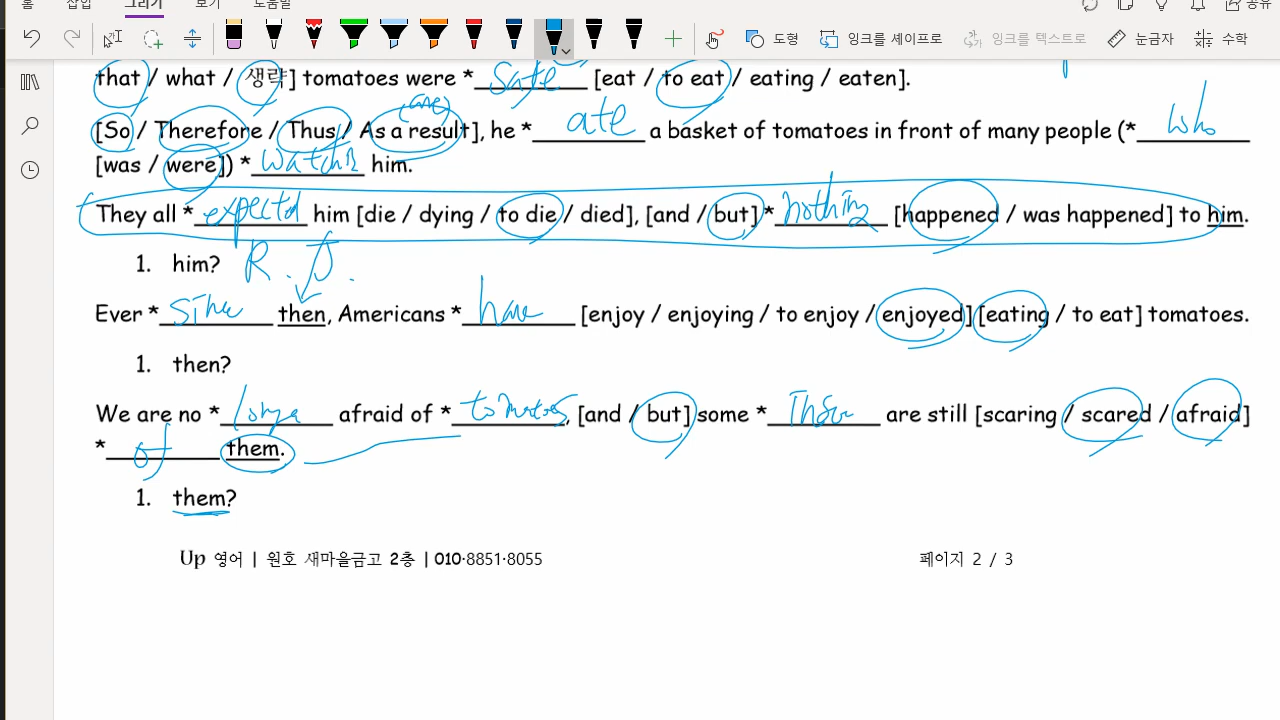 홈 삽입 그리기 보기 도움말 공유
도형 잉크를 셰이프로 잉크를 텍스트로 눈금자 수학
that / what / 생략] tomatoes were * safe [eat / to eat / eating / eaten].
(are)
[So / Therefore / Thus / As a result], he * ate a basket of tomatoes in front of many people (* who
[was / were]) * him.
They all * expected him [die / dying / to die / died], [and / but] * nothing [happened / was happened] to him.
1. him? R. J.
Ever * since then, Americans * have [enjoy / enjoying / to enjoy / enjoyed][eating / to eat] tomatoes.
1. then?
We are no * longer afraid of * tomatoes, [and / but] some * are still [scaring / scared / afraid]
* of them.
1. them?
Up 영어 | 원호 새마을금고 2층 | 010·8851·8055 페이지 2 / 3